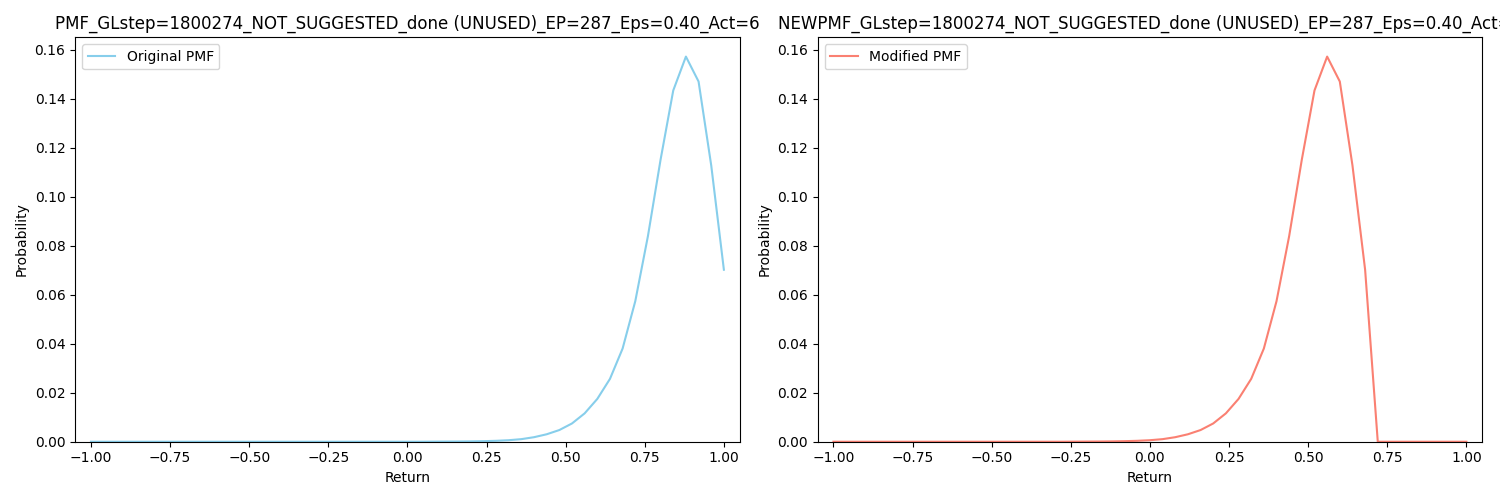 PMF_GLstep=1800274_NOT_SUGGESTED_done (UNUSED)_EP=287_Eps=0.40_Act=6
Original PMF
0.16
0.14
0.12
0.10
0.08
0.06
0.04
0.02
0.00
Probability
−1.00 −0.75 −0.50 −0.25 0.00 0.25 0.50 0.75 1.00
Return
NEWPMF_GLstep=1800274_NOT_SUGGESTED_done (UNUSED)_EP=287_Eps=0.40_Act=
Modified PMF
0.16
0.14
0.12
0.10
0.08
0.06
0.04
0.02
0.00
Probability
−1.00 −0.75 −0.50 −0.25 0.00 0.25 0.50 0.75 1.00
Return